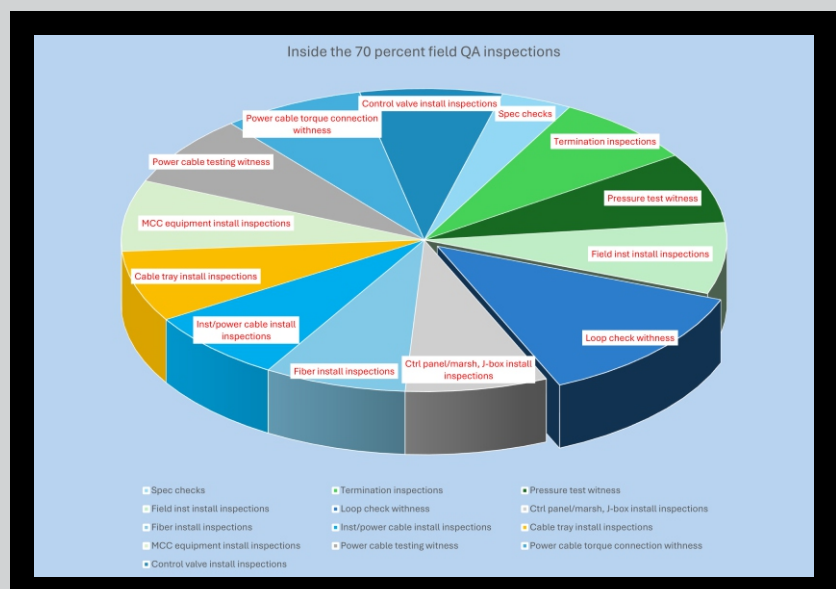 Inside the 70 percent field QA inspections
Control valve install inspections
Spec checks
Power cable torque connection
withness
Termination inspections
Power cable testing witness
Pressure test witness
MCC equipment install inspections
Field inst install inspections
Cable tray install inspections
Inst/power cable install
inspections
Loop check withness
Fiber install inspections
Ctrl panel/marsh, J-box install
inspections
Spec checks
Termination inspections
Pressure test witness
Field inst install inspections
Loop check withness
Ctrl panel/marsh, J-box install inspections
Fiber install inspections
Inst/power cable install inspections
Cable tray install inspections
MCC equipment install inspections
Power cable testing witness
Power cable torque connection withness
Control valve install inspections